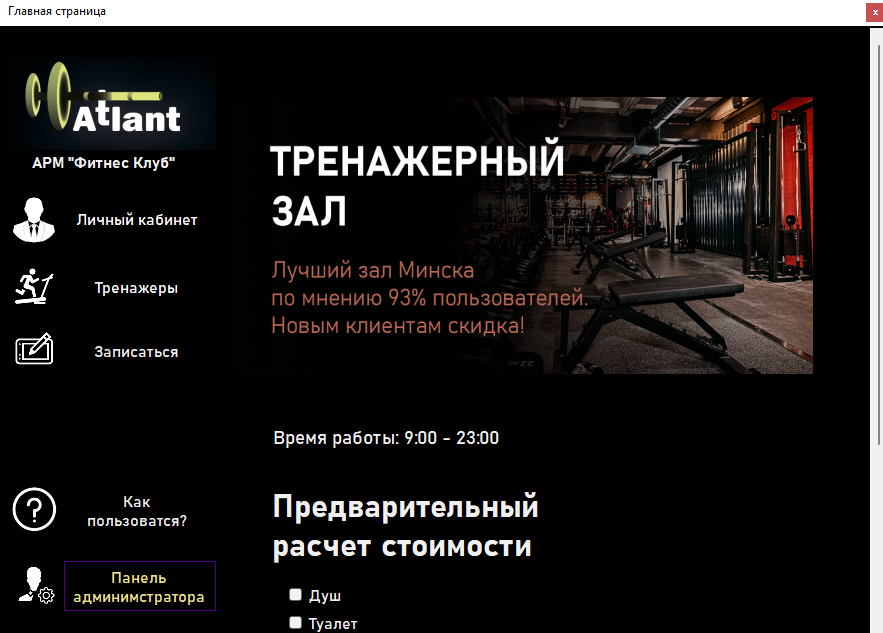 Главная страница
x
Atlant
АРМ "Фитнес Клуб"
Личный кабинет
Тренажеры
Записаться
Как
пользоватся?
Панель
админимстратора
ТРЕНАЖЕРНЫЙ
ЗАЛ
Лучший зал Минска
по мнению 93% пользователей.
Новым клиентам скидка!
Время работы: 9:00 - 23:00
Предварительный
расчет стоимости
Душ
Туалет